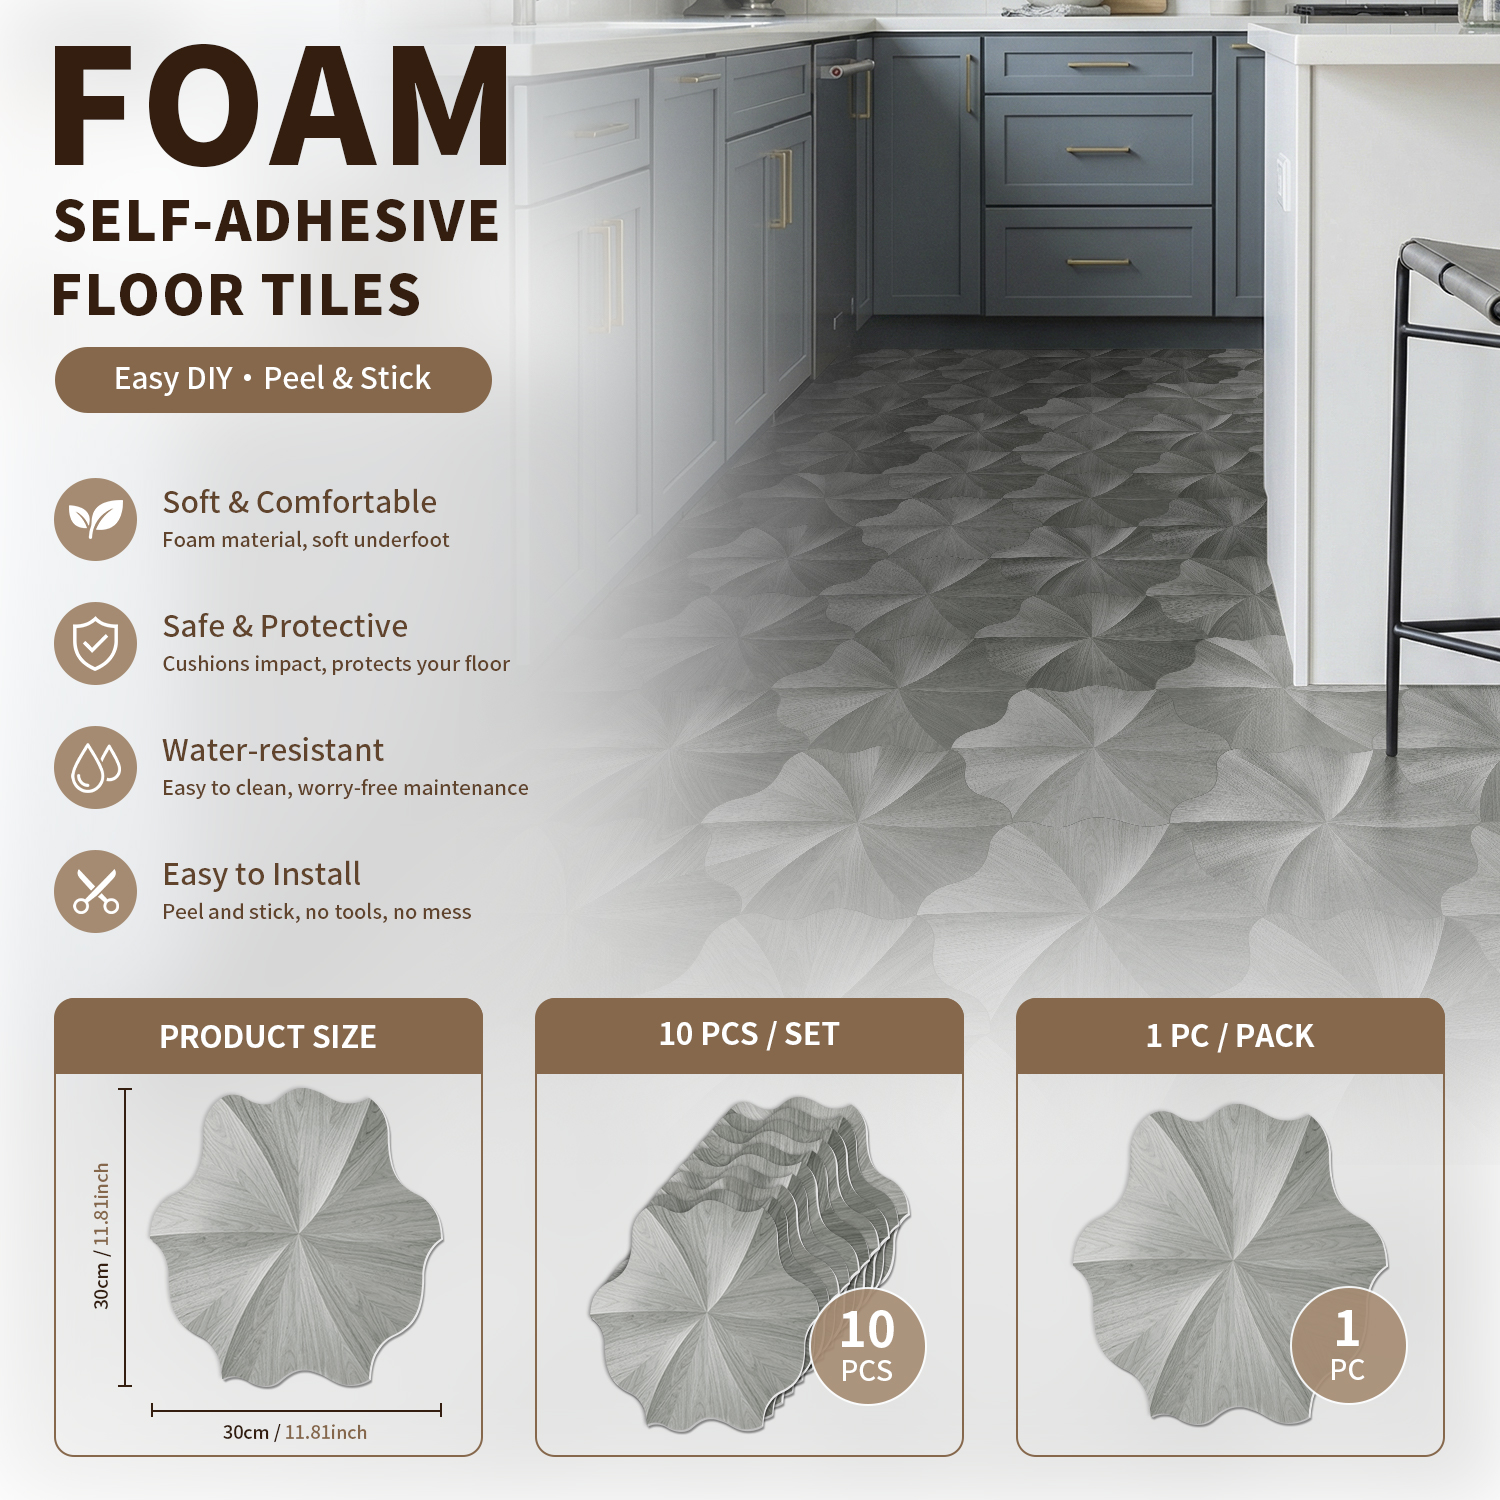 FOAM
SELF-ADHESIVE
FLOOR TILES
Easy DIY • Peel & Stick
Soft & Comfortable
Foam material, soft underfoot
Safe & Protective
Cushions impact, protects your floor
Water-resistant
Easy to clean, worry-free maintenance
Easy to Install
Peel and stick, no tools, no mess
PRODUCT SIZE
30cm / 11.81inch
30cm / 11.81inch
10 PCS / SET
10
PCS
1 PC / PACK
1
PC